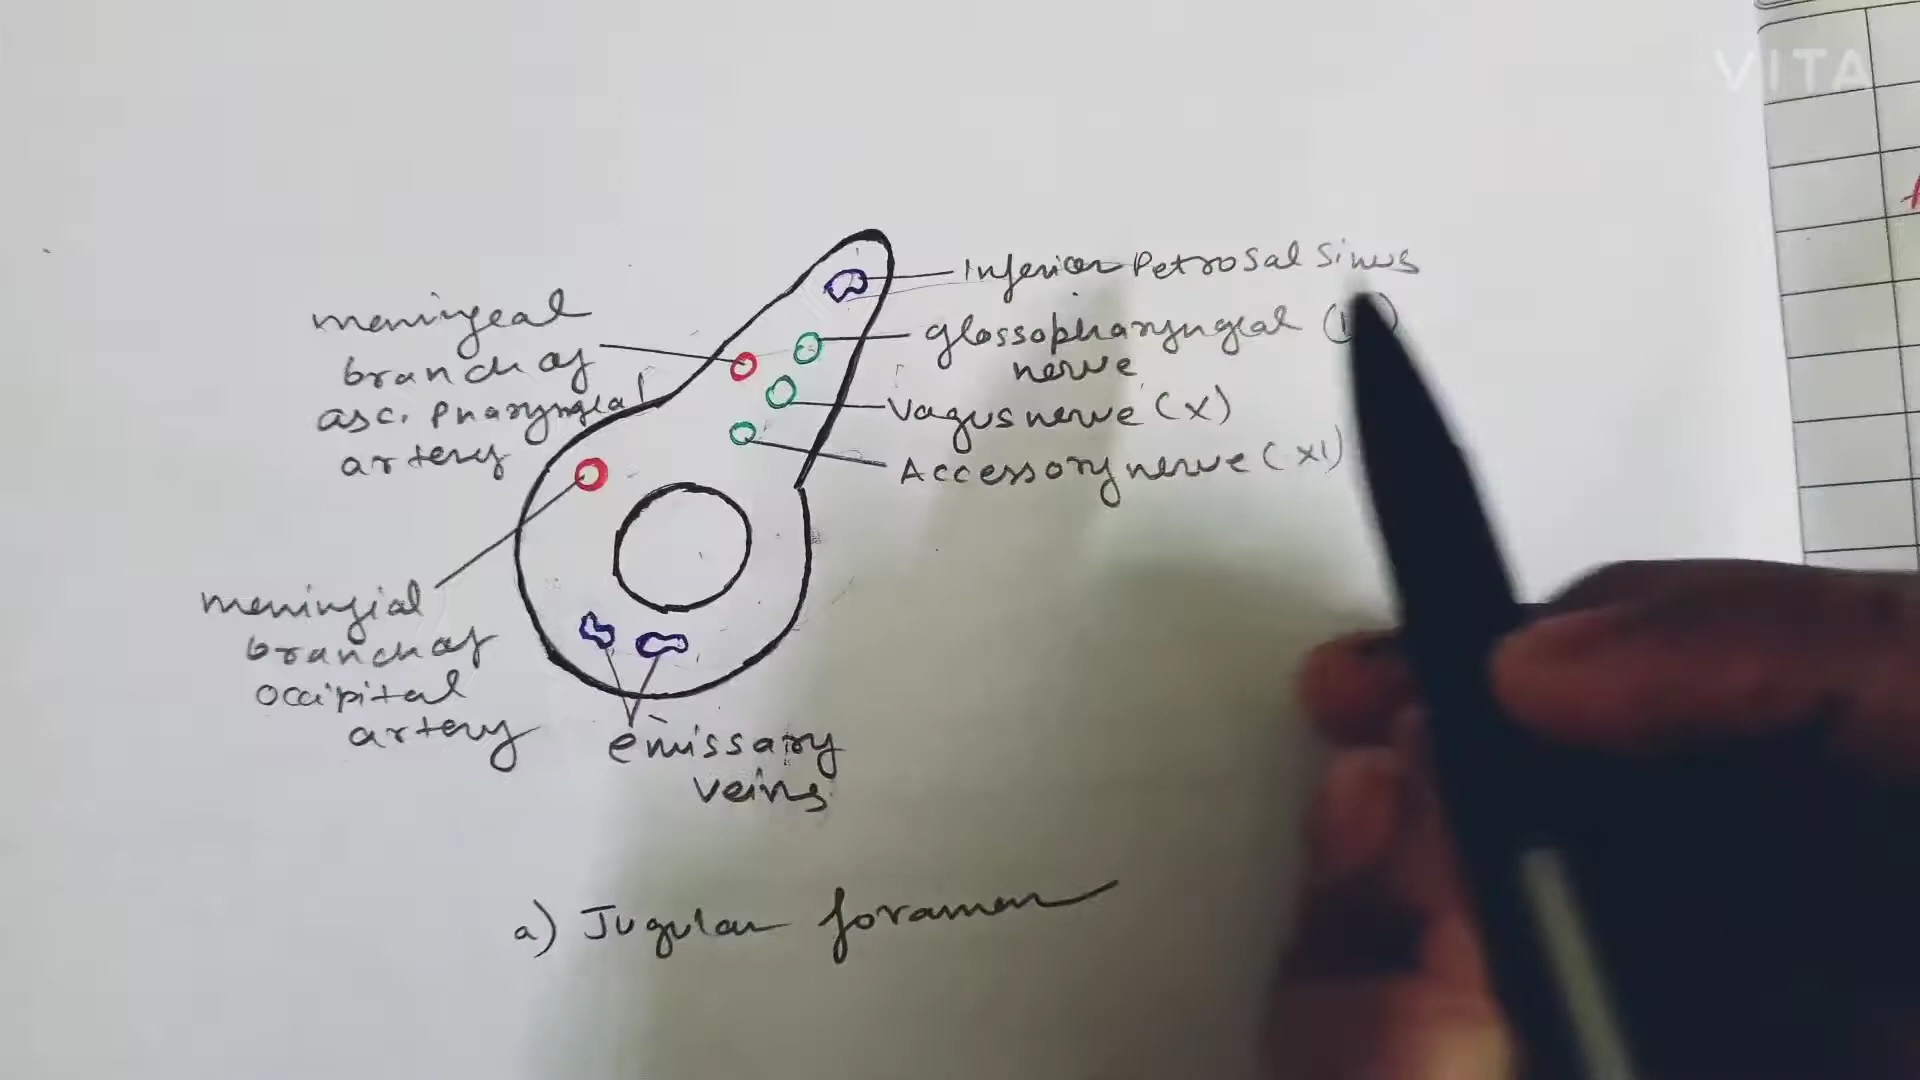 VITA
Inferior Petrosal Sinus
glossopharyngeal
nerve
Vagus nerve (X)
Accessory nerve (XI)
meningeal
branch of
asc. Pharyngeal
artery
meningial
branch of
occipital
artery
emissary
veins
a) Jugular foramen